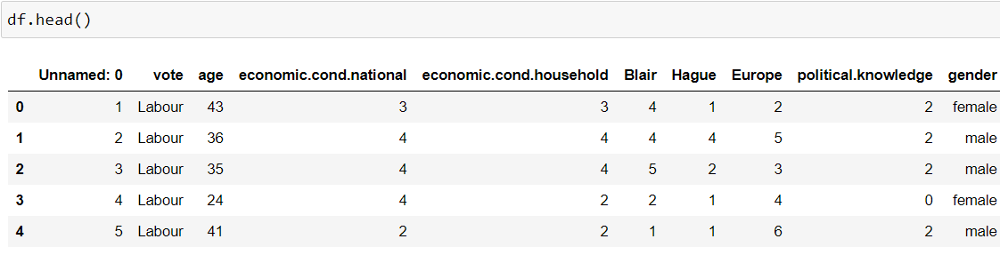 df.head()
Unnamed: 0 vote age economic.cond.national economic.cond.household Blair Hague Europe political.knowledge gender
0 1 Labour 43 3 3 4 1 2 2 female
1 2 Labour 36 4 4 4 4 5 2 male
2 3 Labour 35 4 4 5 2 3 2 male
3 4 Labour 24 4 2 2 1 4 0 female
4 5 Labour 41 2 2 1 1 6 2 male